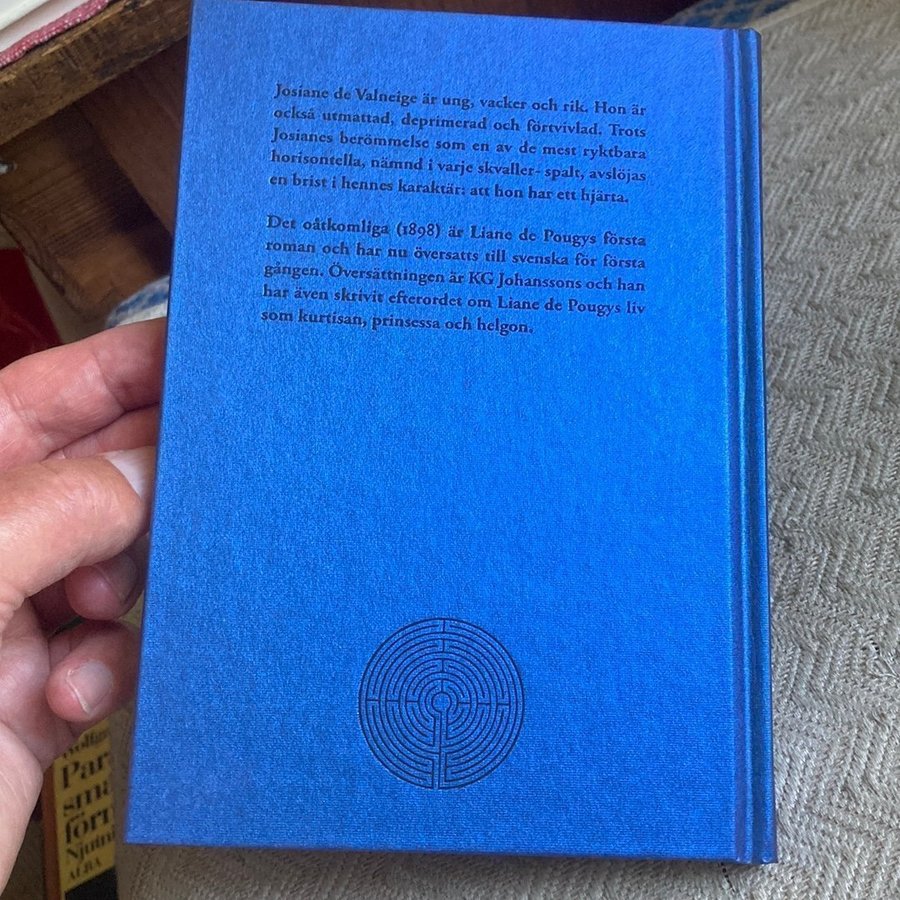 Josiane de Valneige är ung, vacker och rik. Hon är
också utmattad, deprimerad och förtvivlad. Trots
Josianes berömmelse som en av de mest ryktbara
horisontella, nämnd i varje skvaller- spalt, avslöjas
en brist i hennes karaktär: att hon har ett hjärta.
Det oåtkomliga (1898) är Liane de Pougys första
roman och har nu översatts till svenska för första
gången. Översättningen är KG Johanssons och han
har även skrivit efterordet om Liane de Pougys liv
som kurtisan, prinsessa och helgon.
Par
sma
förr
Njutni
ALBA